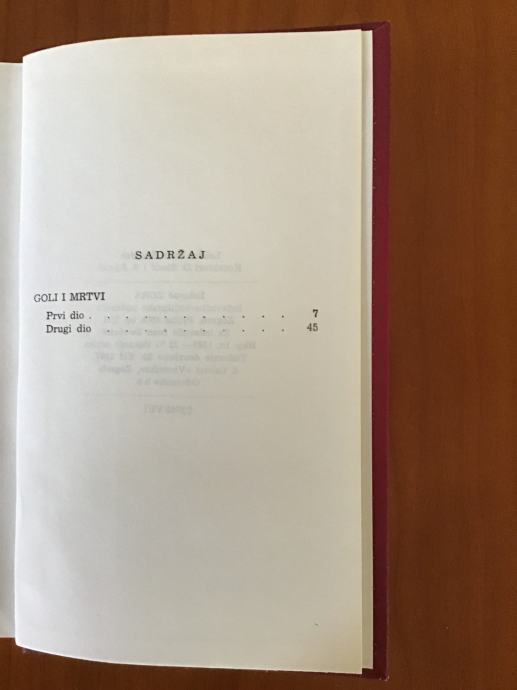 SADRŽAJ
GOLI I MRTVI
Prvi dio . . . . . . . . . . . . . 7
Drugi dio . . . . . . . . . . . . 45